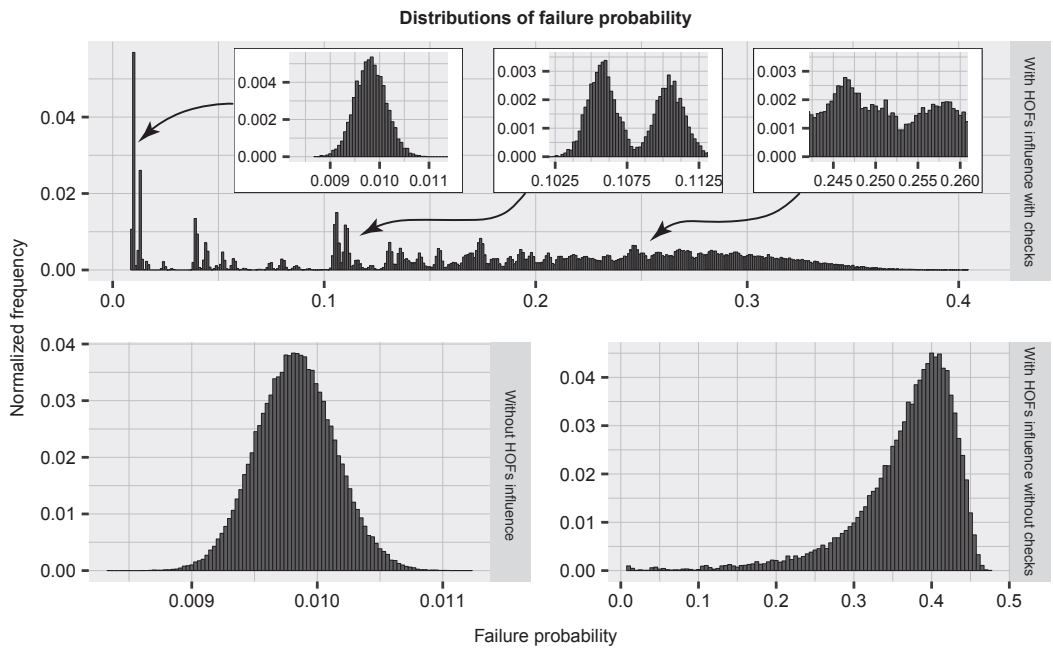 Distributions of failure probability
Normalized frequency
0.04
0.02
0.00
0.0 0.1 0.2 0.3 0.4
0.004
0.002
0.000
0.009 0.010 0.011
0.003
0.002
0.001
0.000
0.1025 0.1075 0.1125
0.003
0.002
0.001
0.000
0.245 0.250 0.255 0.260
With HOFs influence with checks
0.04
0.03
0.02
0.01
0.00
0.009 0.010 0.011
Without HOFs influence
0.04
0.03
0.02
0.01
0.00
0.0 0.1 0.2 0.3 0.4 0.5
With HOFs influence without checks
Failure probability